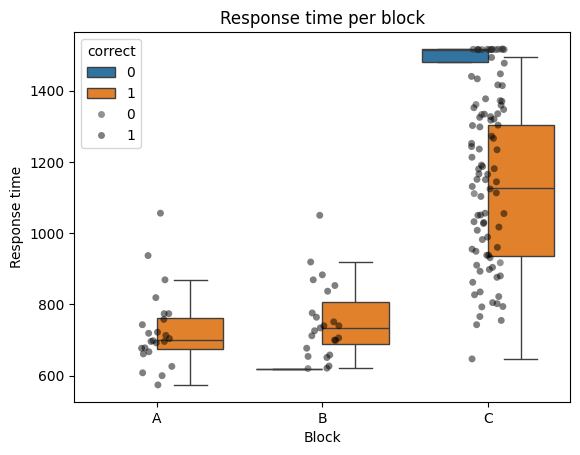 Response time per block
correct
0
1
0
1
Response time
1400
1200
1000
800
600
A
B
C
Block